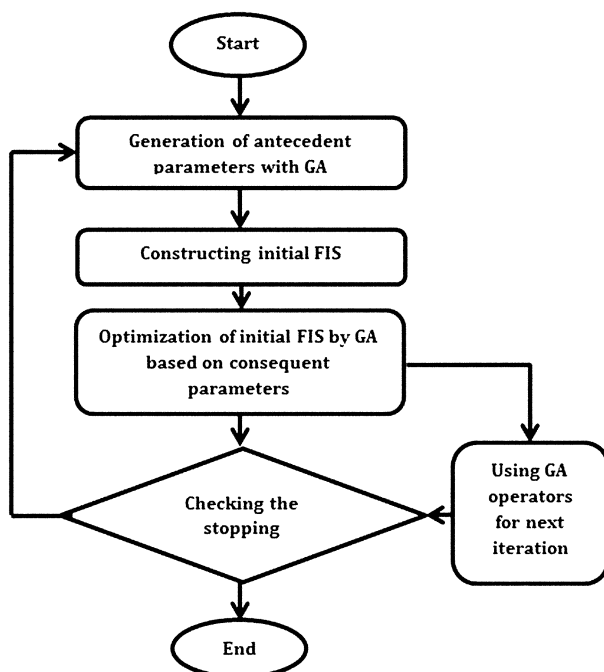 Start
Generation of antecedent
parameters with GA
Constructing initial FIS
Optimization of initial FIS by GA
based on consequent
parameters
Using GA
operators
for next
iteration
Checking the
stopping
End